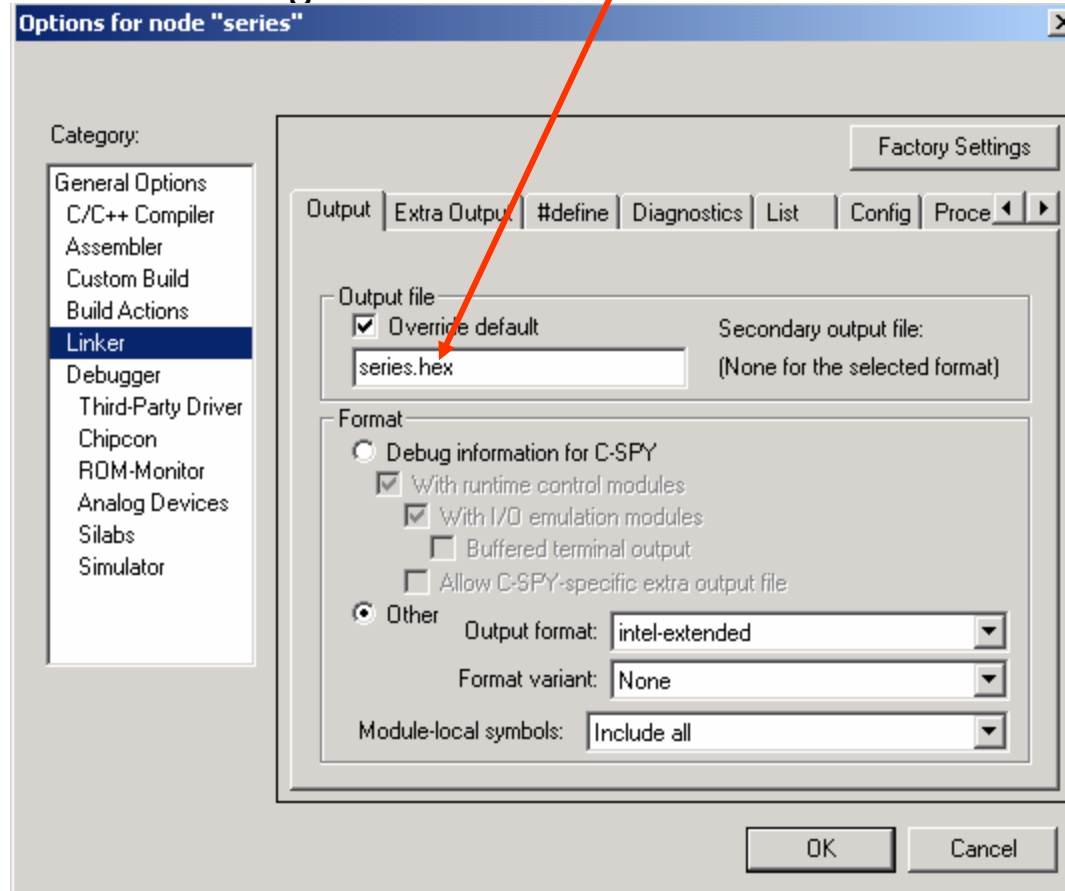 Options for node "series"
Category:
Factory Settings
General Options
C/C++ Compiler
Assembler
Custom Build
Build Actions
Linker
Debugger
Third-Party Driver
Chipcon
ROM-Monitor
Analog Devices
Silabs
Simulator
Output Extra Output #define Diagnostics List Config Proce
Output file
Override default
Secondary output file:
series.hex
(None for the selected format)
Format
Debug information for C-SPY
With runtime control modules
With I/O emulation modules
Buffered terminal output
Allow C-SPY-specific extra output file
Other
Output format: intel-extended
Format variant: None
Module-local symbols: Include all
OK Cancel